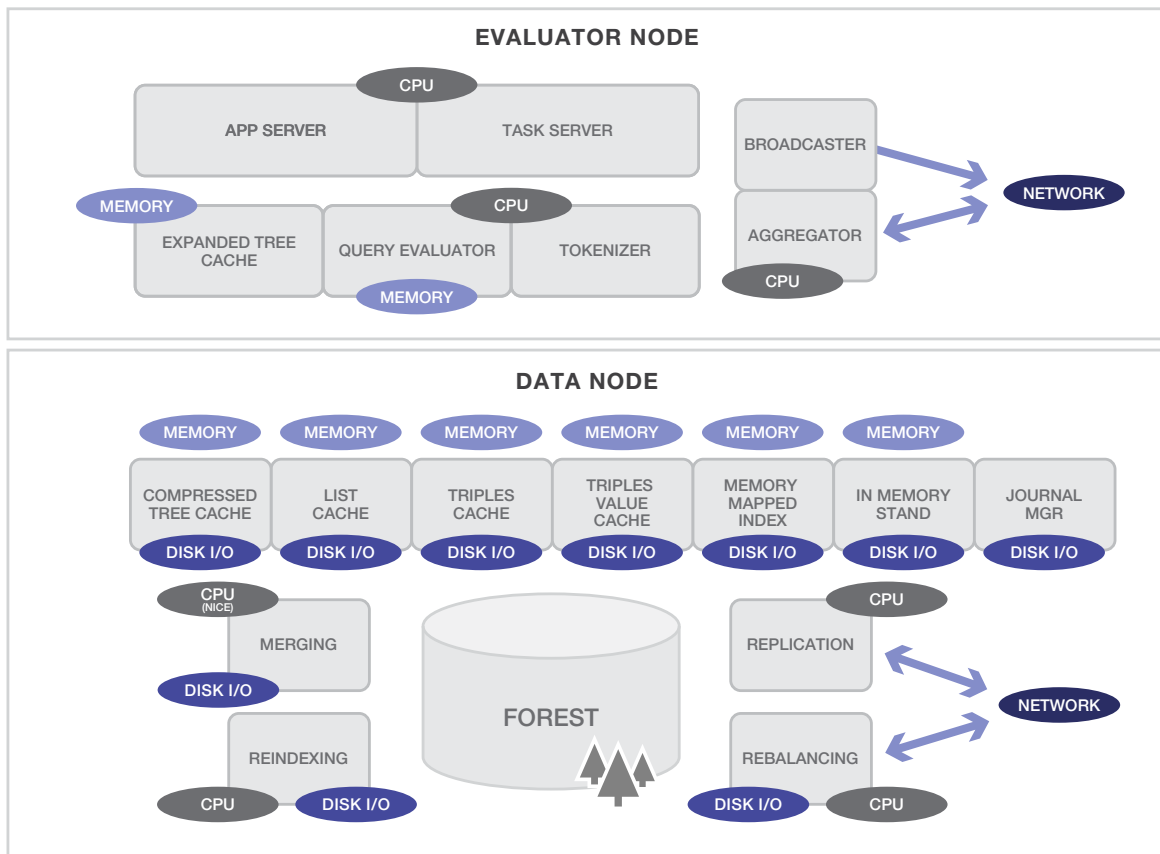 EVALUATOR NODE
CPU
APP SERVER
TASK SERVER
BROADCASTER
NETWORK
MEMORY
CPU
EXPANDED TREE
CACHE
QUERY EVALUATOR
TOKENIZER
AGGREGATOR
MEMORY
CPU
DATA NODE
MEMORY
MEMORY
MEMORY
MEMORY
MEMORY
MEMORY
COMPRESSED
TREE CACHE
LIST
CACHE
TRIPLES
CACHE
TRIPLES
VALUE
CACHE
MEMORY
MAPPED
INDEX
IN MEMORY
STAND
JOURNAL
MGR
DISK I/O
DISK I/O
DISK I/O
DISK I/O
DISK I/O
DISK I/O
DISK I/O
CPU
(NICE)
MERGING
DISK I/O
FOREST
CPU
REPLICATION
NETWORK
REINDEXING
CPU
DISK I/O
REBALANCING
DISK I/O
CPU